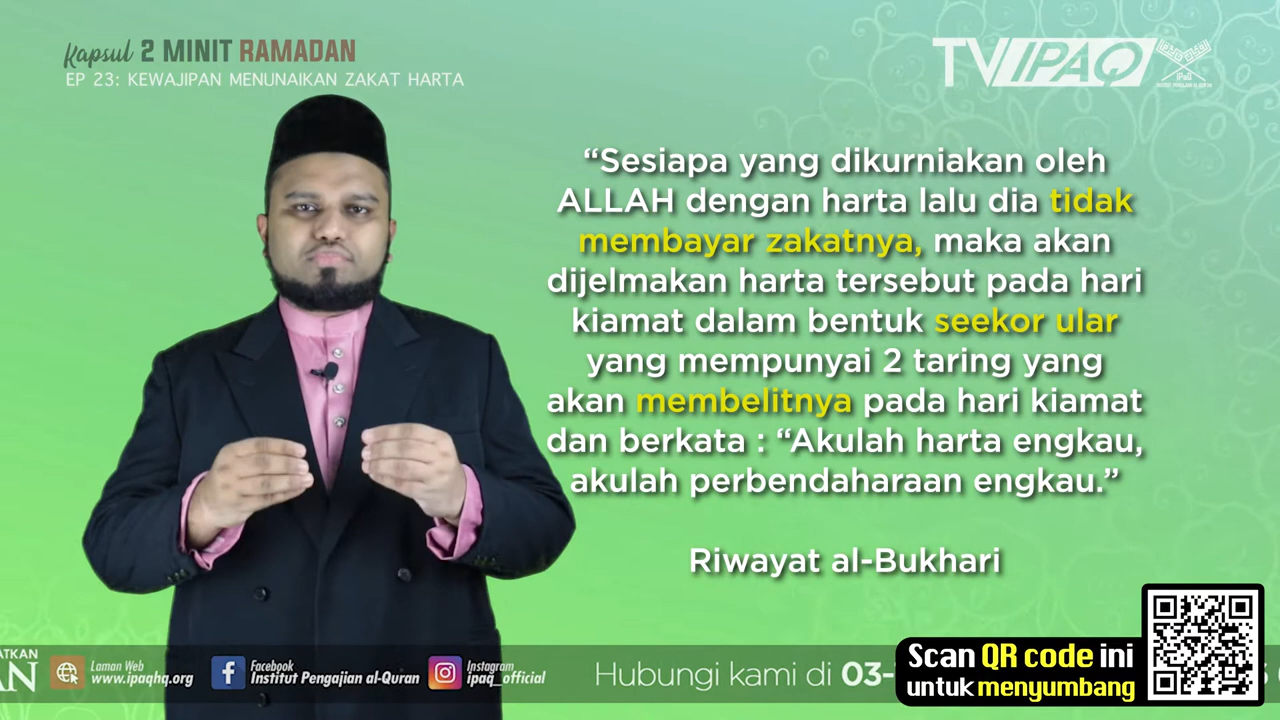 Kapsul 2 MINIT RAMADAN
EP 23: KEWAJIPAN MENUNAIKAN ZAKAT HARTA
TVIPAQ
IPaQ
“Sesiapa yang dikurniakan oleh
ALLAH dengan harta lalu dia tidak
membayar zakatnya, maka akan
dijelmakan harta tersebut pada hari
kiamat dalam bentuk seekor ular
yang mempunyai 2 taring yang
akan membelitnya pada hari kiamat
dan berkata : “Akulah harta engkau,
akulah perbendaharaan engkau.”
Riwayat al-Bukhari
Scan QR code ini
untuk menyumbang
ATKAN
AN
Laman Web
www.ipaqhq.org
Facebook
Institut Pengajian al-Quran
Instagram
ipaq_official
Hubungi kami di 03-